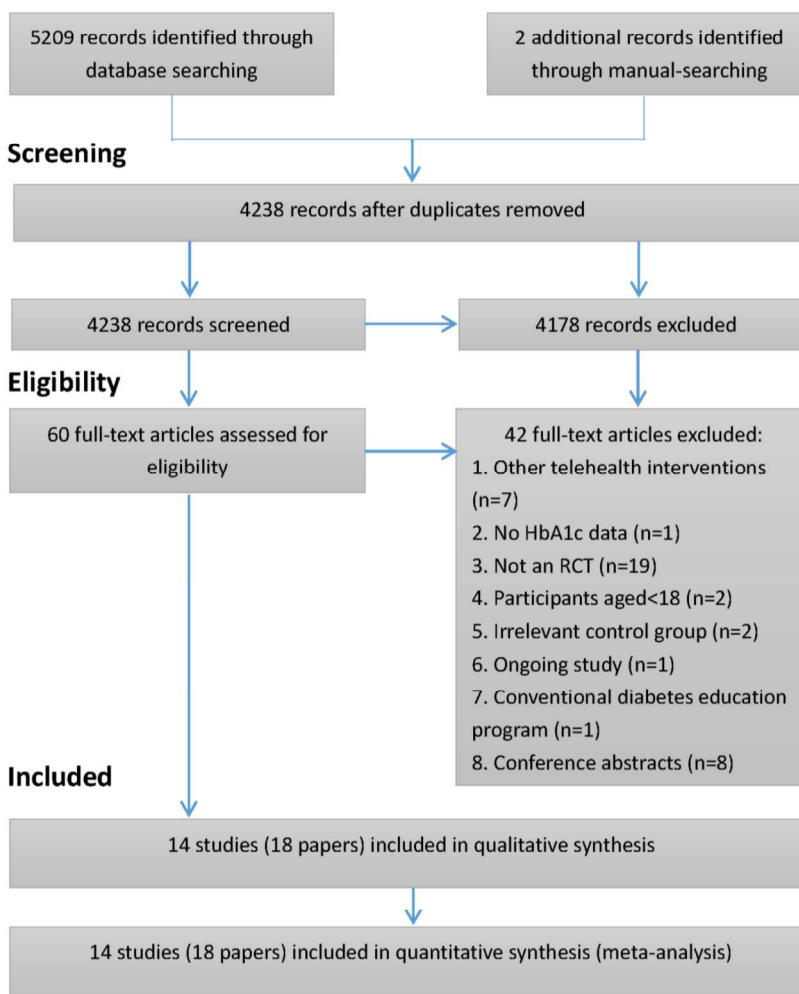 5209 records identified through
database searching
2 additional records identified
through manual-searching
Screening
4238 records after duplicates removed
4238 records screened
4178 records excluded
Eligibility
60 full-text articles assessed for
eligibility
42 full-text articles excluded:
1. Other telehealth interventions
(n=7)
2. No HbA1c data (n=1)
3. Not an RCT (n=19)
4. Participants aged<18 (n=2)
5. Irrelevant control group (n=2)
6. Ongoing study (n=1)
7. Conventional diabetes education
program (n=1)
8. Conference abstracts (n=8)
Included
14 studies (18 papers) included in qualitative synthesis
14 studies (18 papers) included in quantitative synthesis (meta-analysis)